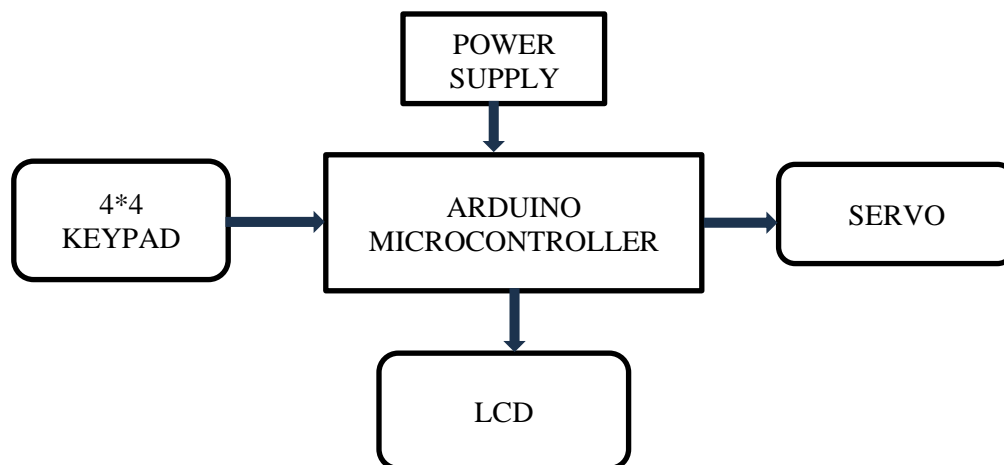 POWER
SUPPLY
4*4
KEYPAD
ARDUINO
MICROCONTROLLER
SERVO
LCD